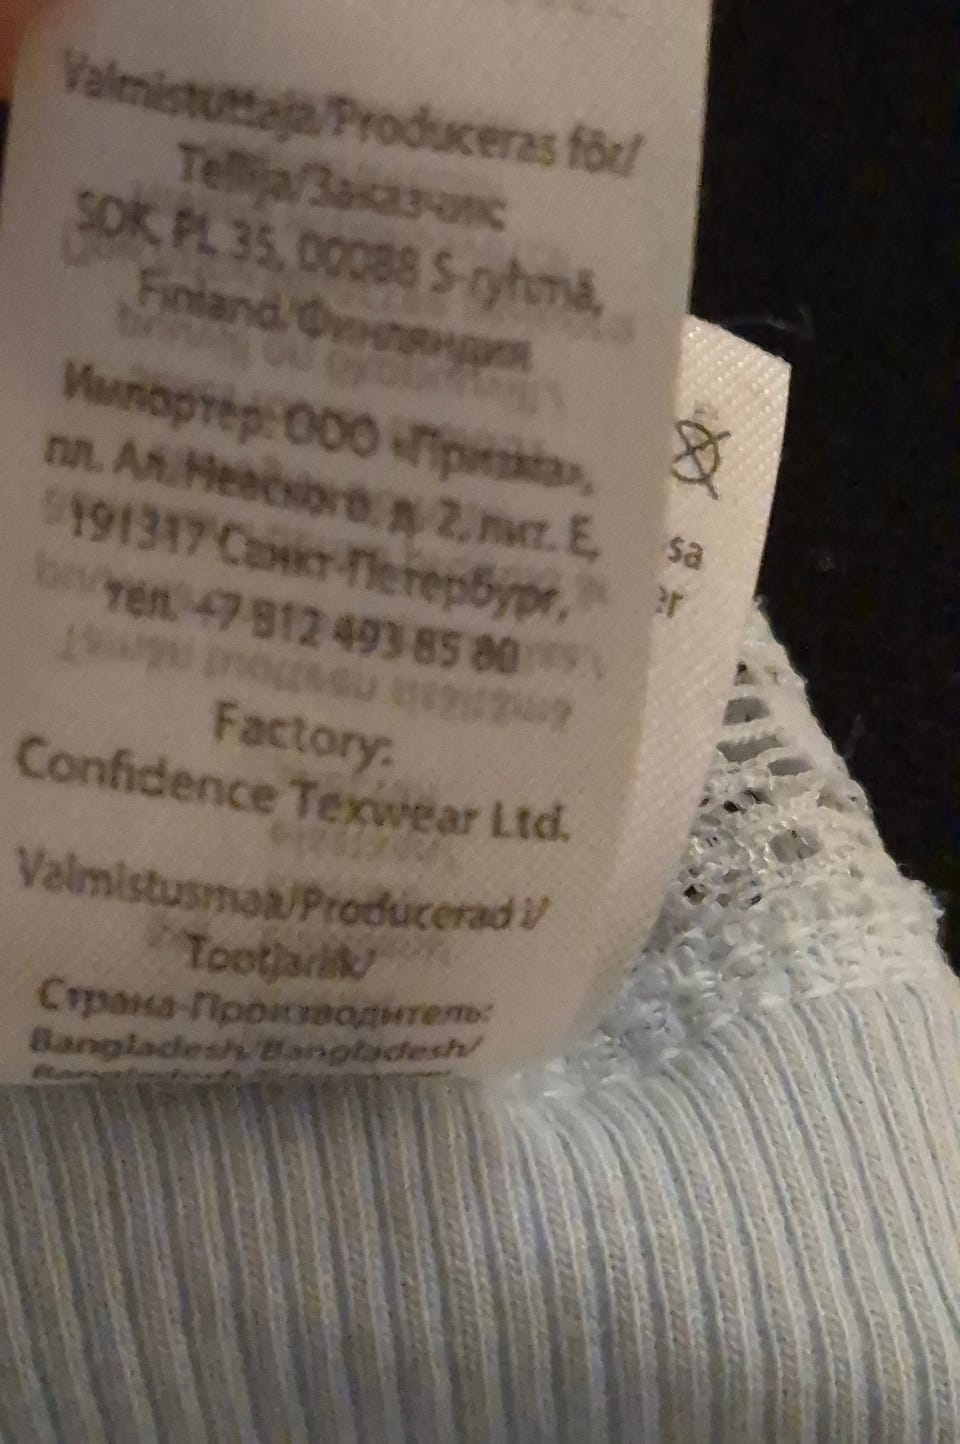 Valmistuttaja/Produceras för/
Tellija/Заказчик
SOK, PL 35, 00088 S-ryhmä,
Finland/Финляндия
Импортер: ООО «Призма»,
пл. Ал. Невского д. 2, лит. Е,
191317 Санкт-Петербург,
тел. +7 812 493 85 80
Factory:
Confidence Texwear Ltd.
Valmistusmaa/Producerad i/
Tootjariik/
Страна-Производитель:
Bangladesh/Bangladesh/
sa
er